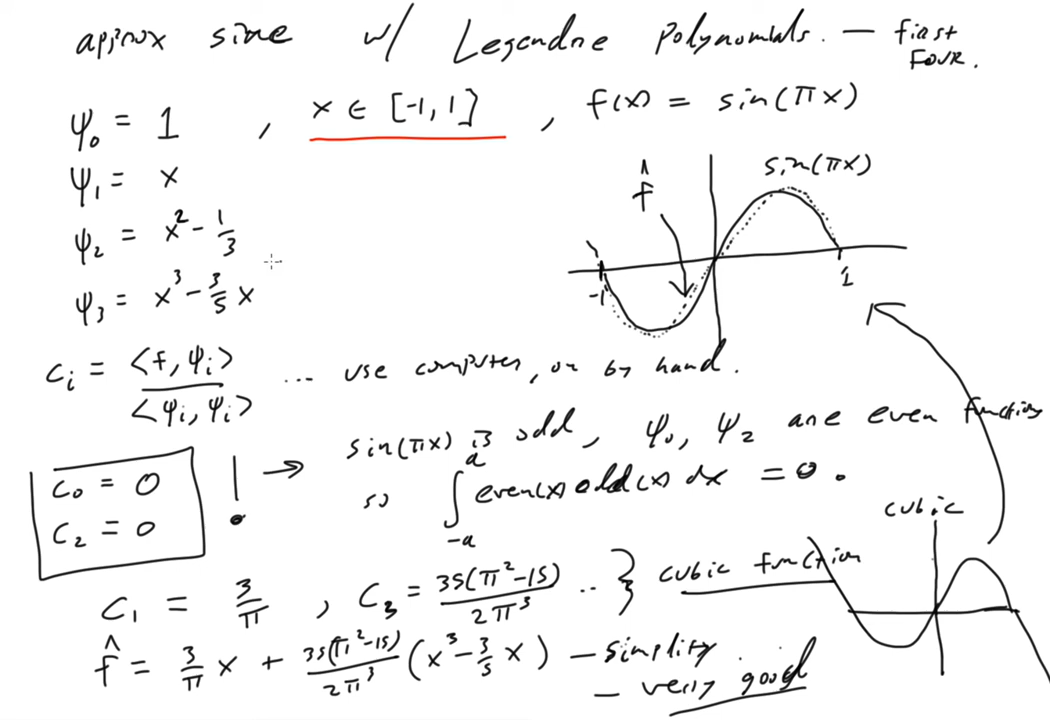 approx sine w/ Legendre Polynomials. — first Four.
ψ₀ = 1 , x ∈ [-1, 1] , f(x) = sin(πx)
ψ₁ = x
ψ₂ = x² - 1/3
ψ₃ = x³ - 3/5 x
f̂ sin(πx)
-1 1
cᵢ = <f, ψᵢ> / <ψᵢ, ψᵢ> ... use computer, or by hand.
sin(πx) is odd, ψ₀, ψ₂ are even functions
c₀ = 0
c₂ = 0
! →
so ∫₋ₐᵃ even(x) odd(x) dx = 0.
cubic
c₁ = 3/π , c₃ = 35(π²-15) / 2π³ .. } cubic function
f̂ = 3/π x + 35(π²-15)/2π³ (x³ - 3/5 x) — simplify
— very good